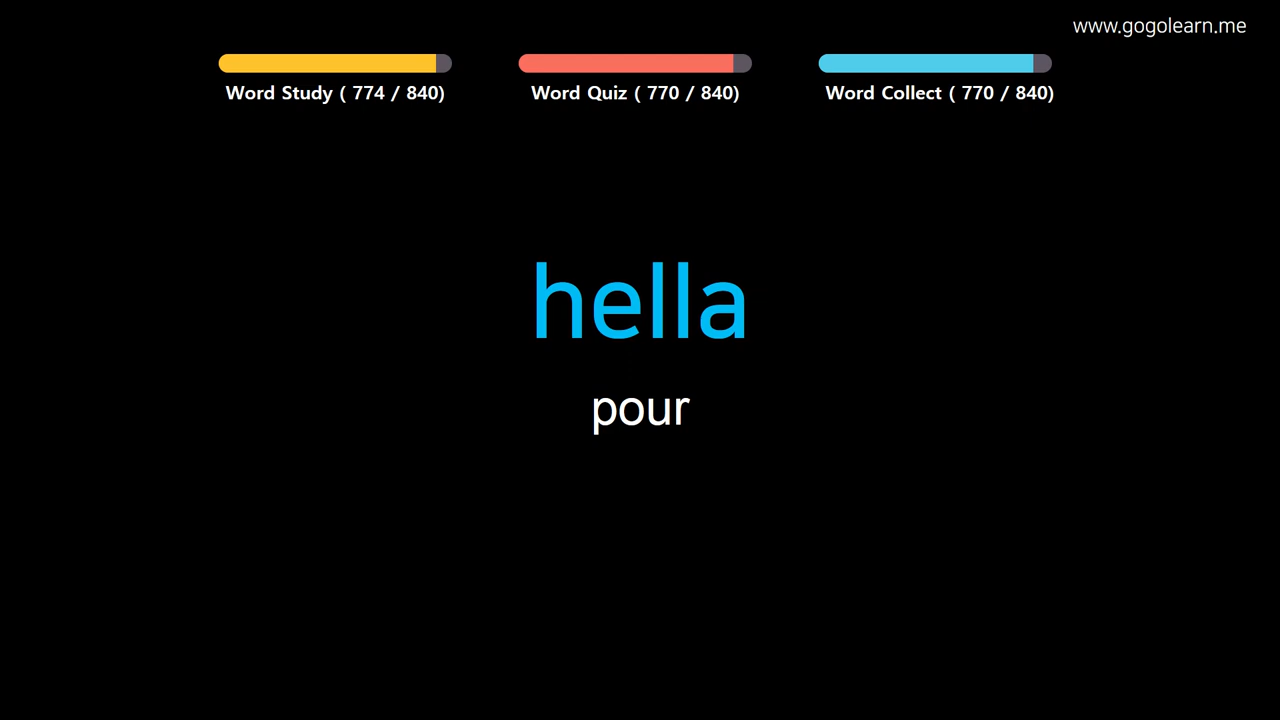 www.gogolearn.me
Word Study ( 774 / 840)
Word Quiz ( 770 / 840)
Word Collect ( 770 / 840)
hella
pour